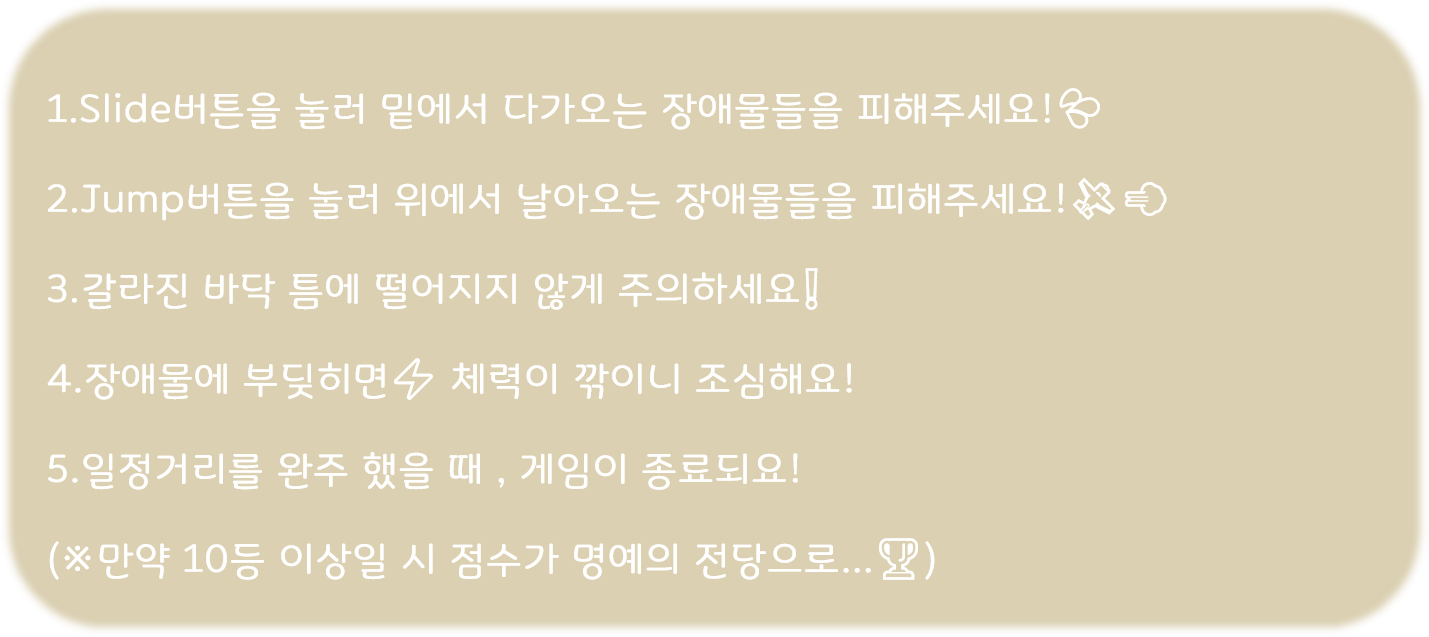 1.Slide버튼을 눌러 밑에서 다가오는 장애물들을 피해주세요!
2.Jump버튼을 눌러 위에서 날아오는 장애물들을 피해주세요!
3.갈라진 바닥 틈에 떨어지지 않게 주의하세요❗
4.장애물에 부딪히면⚡ 체력이 깎이니 조심해요!
5.일정거리를 완주 했을 때 , 게임이 종료되요!
(※만약 10등 이상일 시 점수가 명예의 전당으로...🏆)